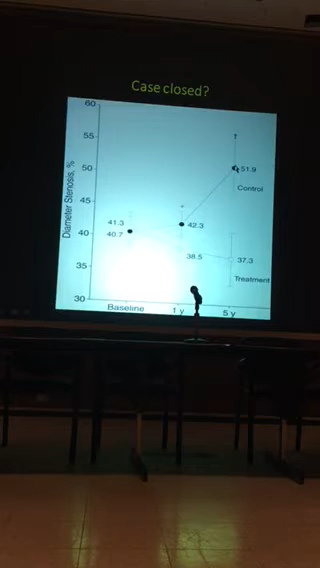 Case closed?
60
55
50
45
40
35
30
Diameter Stenosis, %
41.3
40.7
42.3
38.5
51.9
Control
37.3
Treatment
Baseline
1 y
5 y